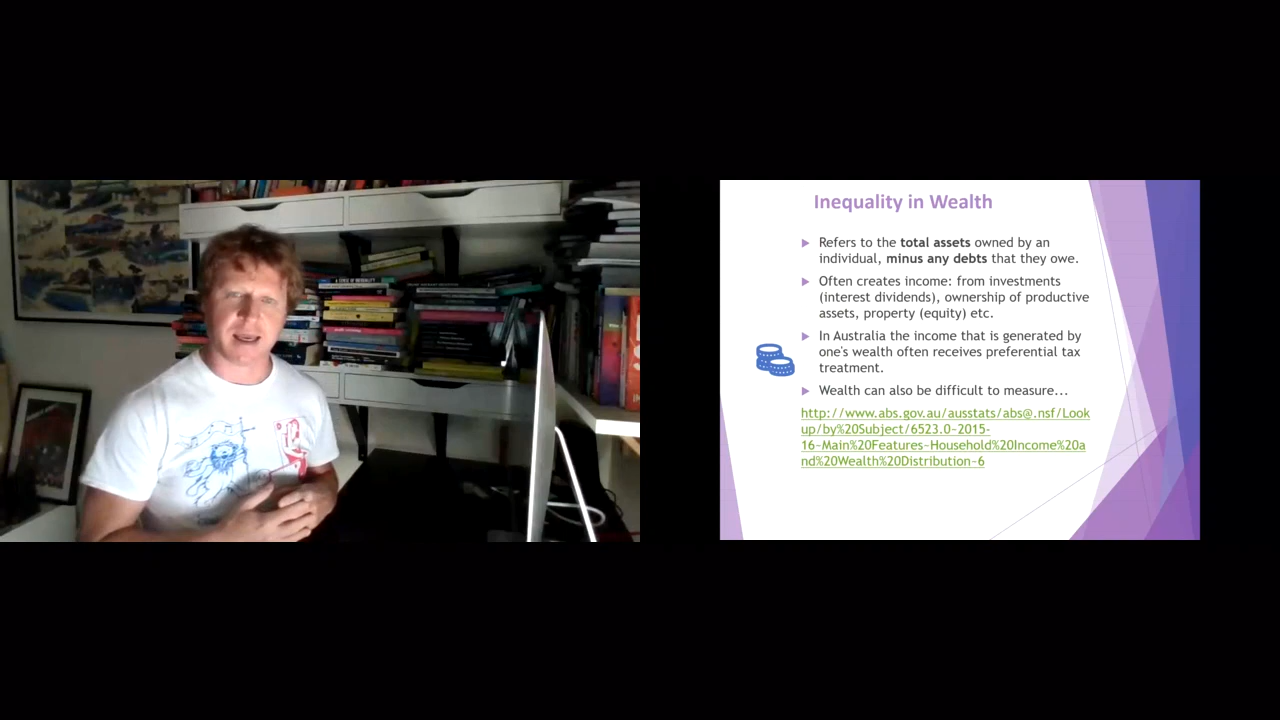 Inequality in Wealth
Refers to the total assets owned by an
individual, minus any debts that they owe.
Often creates income: from investments
(interest dividends), ownership of productive
assets, property (equity) etc.
In Australia the income that is generated by
one's wealth often receives preferential tax
treatment.
Wealth can also be difficult to measure...
http://www.abs.gov.au/ausstats/abs@.nsf/Look
up/by%20Subject/6523.0~2015-
16~Main%20Features~Household%20Income%20a
nd%20Wealth%20Distribution~6